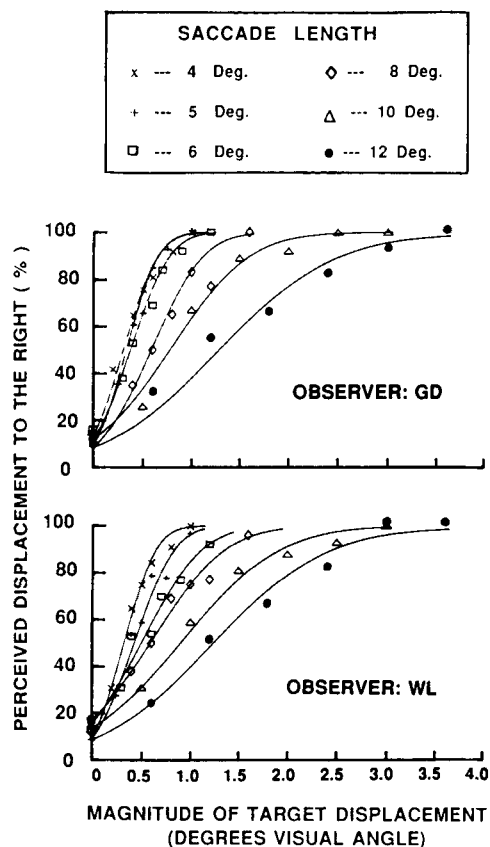 SACCADE LENGTH
x --- 4 Deg.
◇ --- 8 Deg.
+ --- 5 Deg.
△ --- 10 Deg.
□ --- 6 Deg.
● --- 12 Deg.
PERCEIVED DISPLACEMENT TO THE RIGHT (%)
100
80
60
40
20
0
OBSERVER: GD
100
80
60
40
20
0
OBSERVER: WL
0 0.5 1.0 1.5 2.0 2.5 3.0 3.5 4.0
MAGNITUDE OF TARGET DISPLACEMENT
(DEGREES VISUAL ANGLE)